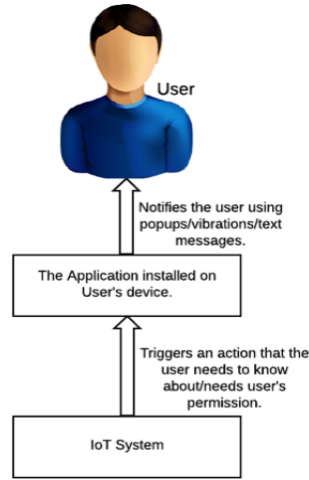 User
Notifies the user using
popups/vibrations/text
messages.
The Application installed on
User's device.
Triggers an action that the
user needs to know
about/needs user's
permission.
IoT System